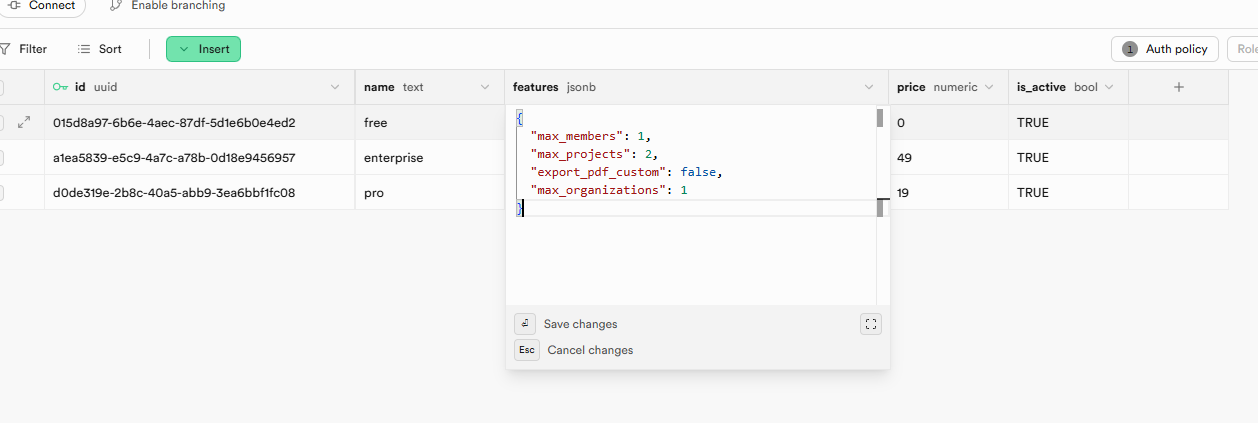 Connect Enable branching
Filter Sort Insert 1 Auth policy Role
id uuid name text features jsonb price numeric is_active bool +
015d8a97-6b6e-4aec-87df-5d1e6b0e4ed2 free { 0 TRUE
"max_members": 1,
"max_projects": 2,
a1ea5839-e5c9-4a7c-a78b-0d18e9456957 enterprise 49 TRUE
"export_pdf_custom": false,
"max_organizations": 1
d0de319e-2b8c-40a5-abb9-3ea6bbf1fc08 pro 19 TRUE
}
Save changes
Esc Cancel changes